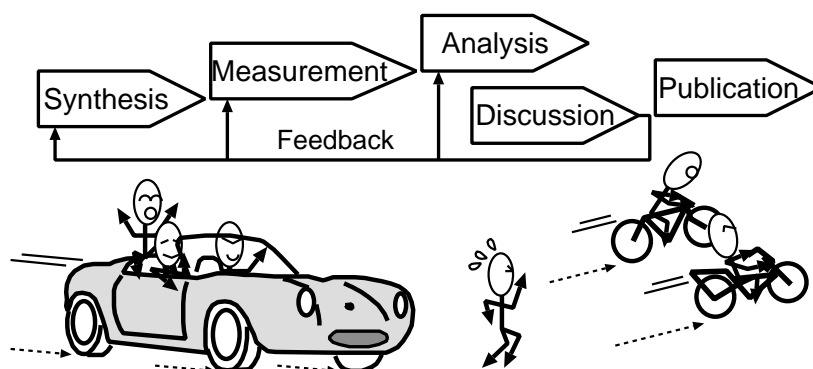 Synthesis
Measurement
Analysis
Discussion
Publication
Feedback